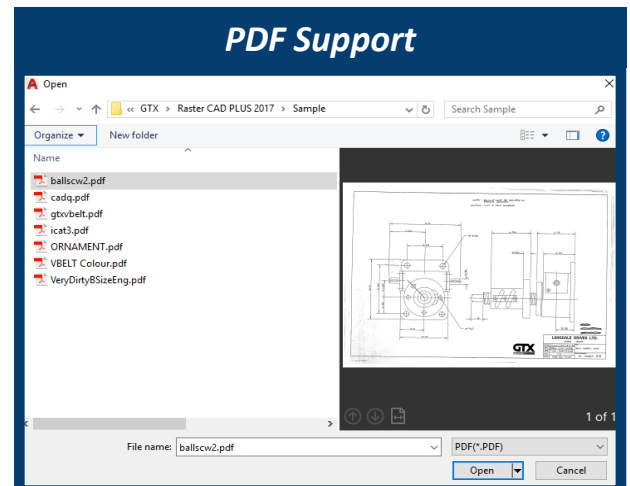 PDF Support
Open
« GTX › Raster CAD PLUS 2017 › Sample
Search Sample
Organize
New folder
Name
ballscw2.pdf
cadq.pdf
gtxvbelt.pdf
icat3.pdf
ORNAMENT.pdf
VBELT Colour.pdf
VeryDirtyBSizeEng.pdf
LANSDALE DRIVES LTD.
GTX
1 of 1
File name:
ballscw2.pdf
PDF(*.PDF)
Open
Cancel